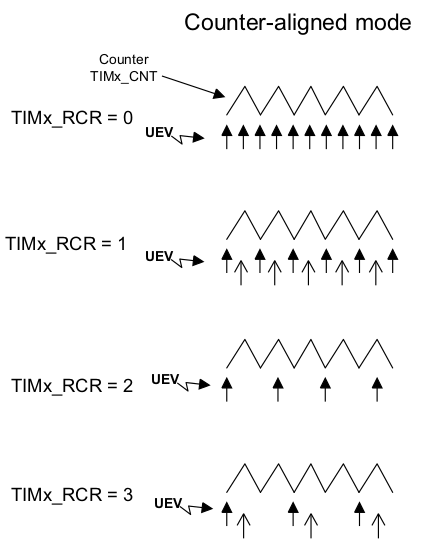 Counter-aligned mode
Counter
TIMx_CNT
TIMx_RCR = 0
UEV
TIMx_RCR = 1
UEV
TIMx_RCR = 2
UEV
TIMx_RCR = 3
UEV